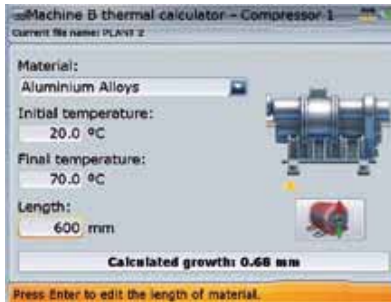 Machine B thermal calculator - Compressor 1
Current file name: PLANT 2
Material:
Aluminium Alloys
Initial temperature:
20.0 ºC
Final temperature:
70.0 ºC
Length:
600 mm
Calculated growth: 0.68 mm
Press Enter to edit the length of material.